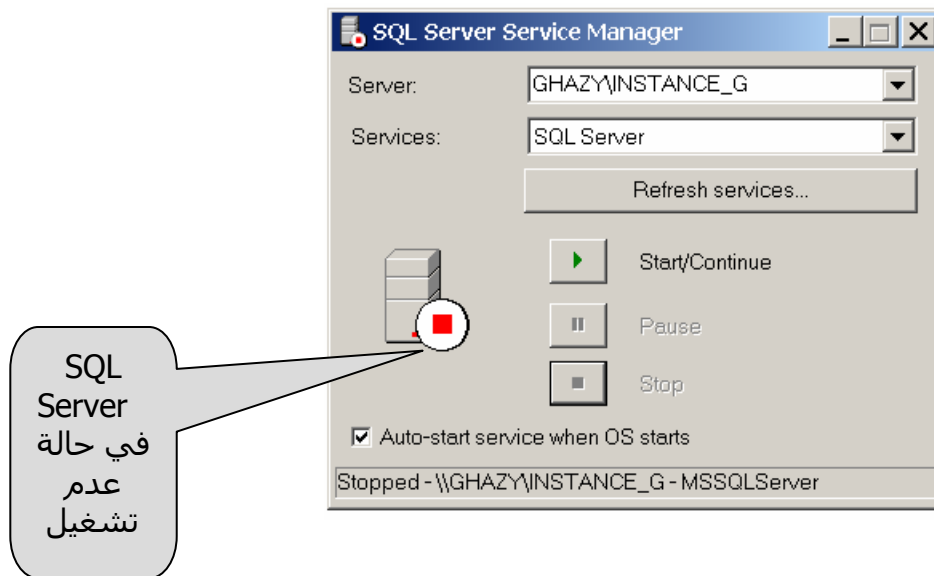 SQL Server Service Manager
Server:
GHAZY\INSTANCE_G
Services:
SQL Server
Refresh services...
Start/Continue
Pause
Stop
Auto-start service when OS starts
Stopped - \\GHAZY\INSTANCE_G - MSSQLServer
SQL
Server
في حالة
عدم
تشغيل